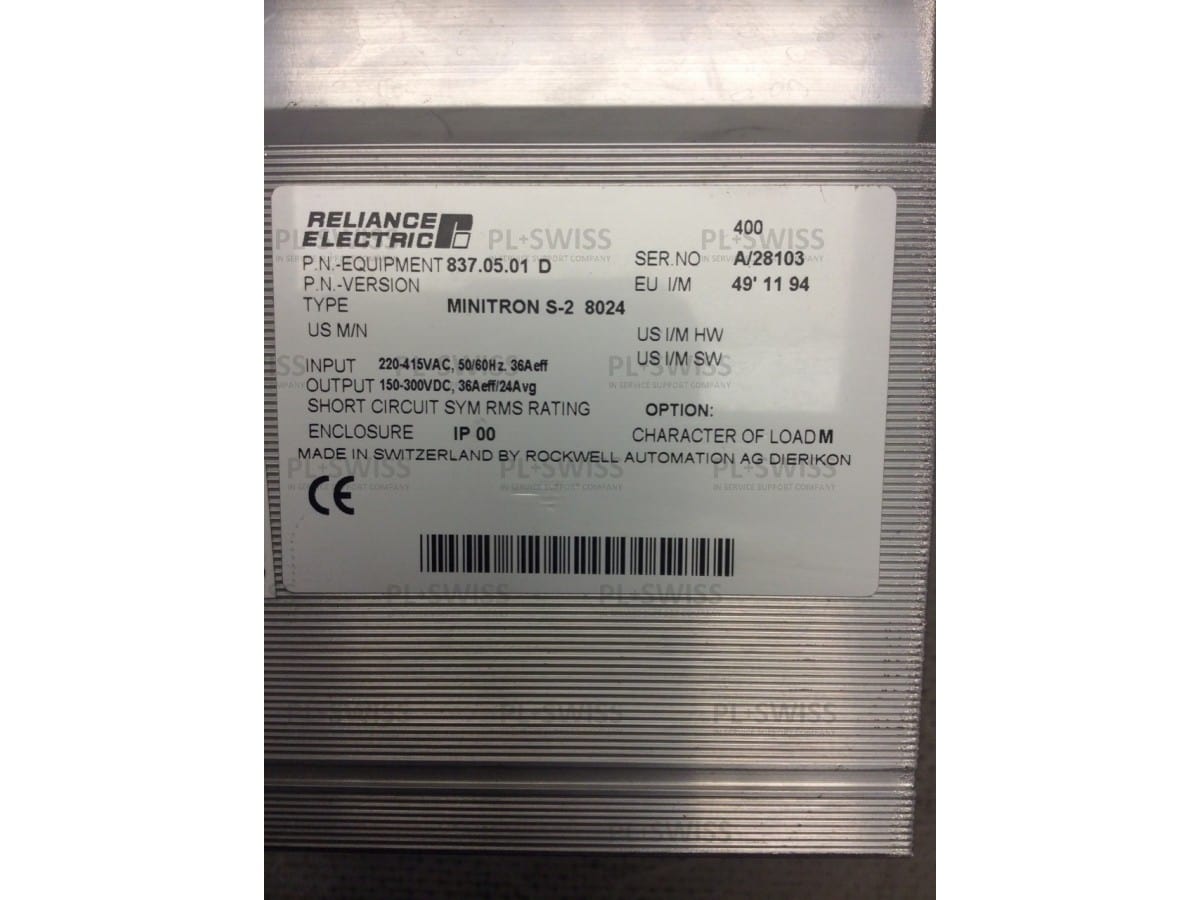 RELIANCE
ELECTRIC
400
P.N.-EQUIPMENT 837.05.01 D
SER.NO A/28103
P.N.-VERSION
EU I/M 49' 11 94
TYPE MINITRON S-2 8024
US M/N
US I/M HW
US I/M SW
INPUT 220-415VAC, 50/60Hz. 36Aeff
OUTPUT 150-300VDC, 36Aeff/24Avg
SHORT CIRCUIT SYM RMS RATING
OPTION:
ENCLOSURE IP 00
CHARACTER OF LOAD M
MADE IN SWITZERLAND BY ROCKWELL AUTOMATION AG DIERIKON
CE
PL+SWISS
IN SERVICE SUPPORT COMPANY